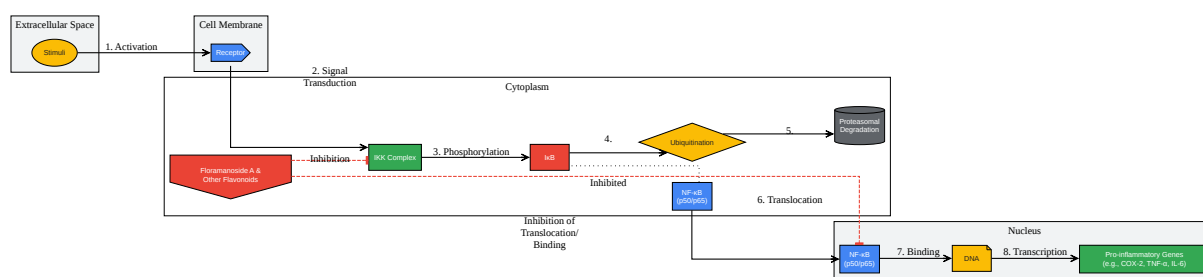 Extracellular Space
Cell Membrane
Stimuli
1. Activation
Receptor
2. Signal
Transduction
Cytoplasm
Proteasomal
Degradation
4.
5.
Ubiquitination
Inhibition
IKK Complex
3. Phosphorylation
IκB
Floramanoside A &
Other Flavonoids
Inhibited
NF-κB
(p50/p65)
6. Translocation
Inhibition of
Translocation/
Binding
Nucleus
NF-κB
(p50/p65)
7. Binding
DNA
8. Transcription
Pro-inflammatory Genes
(e.g., COX-2, TNF-α, IL-6)